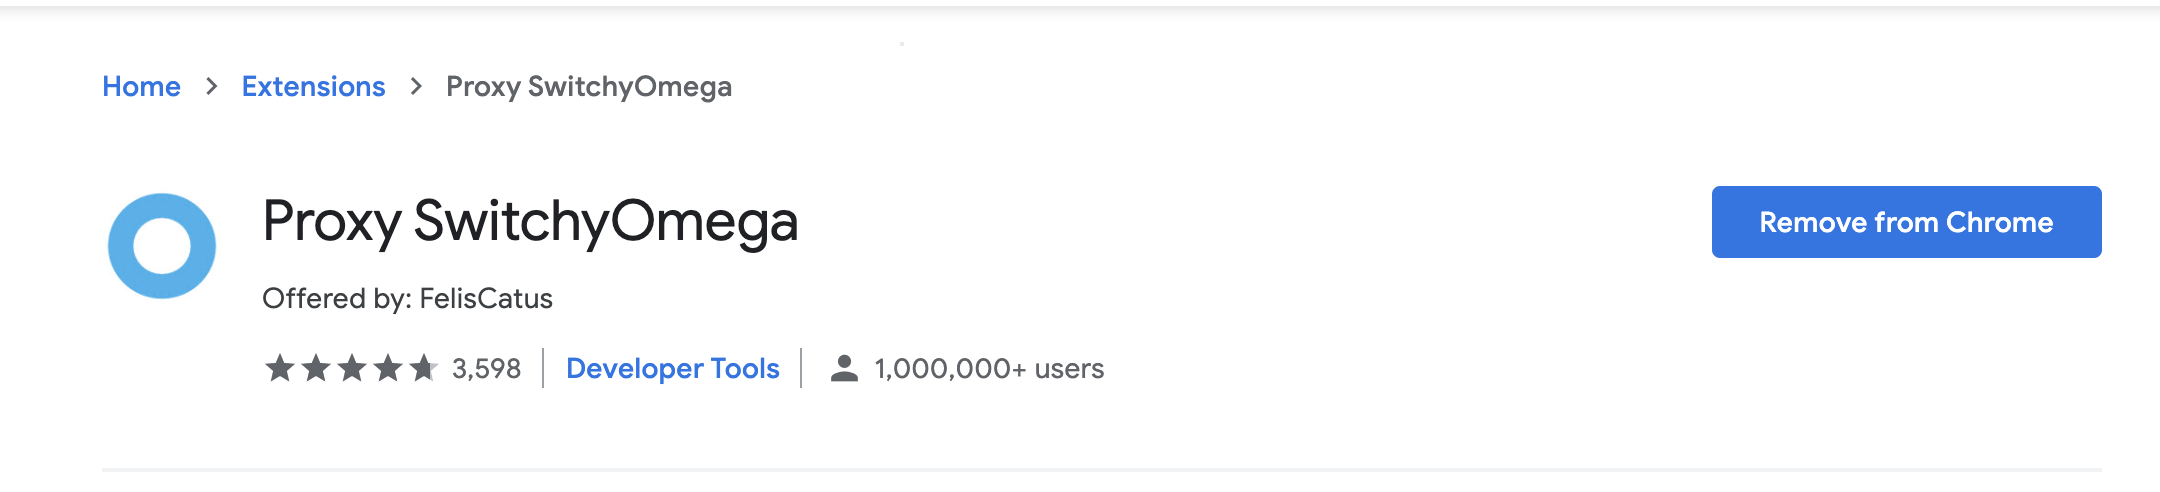 Home > Extensions > Proxy SwitchyOmega
Proxy SwitchyOmega
Remove from Chrome
Offered by: FelisCatus
3,598 | Developer Tools | 1,000,000+ users